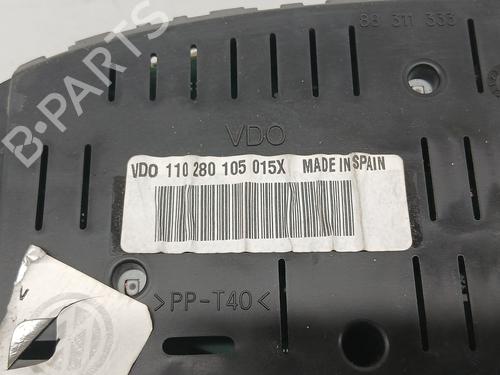 88 311 333
VDO
VDO 110 280 105 015X MADE IN SPAIN
>PP-T40<
V
B-PARTS